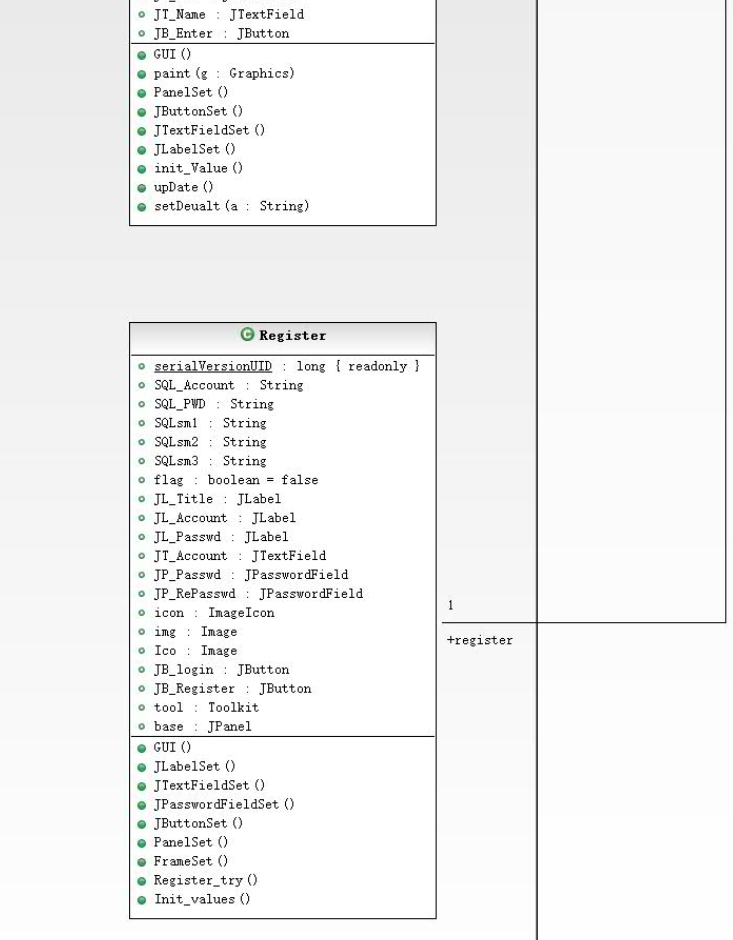 JT_Name : JTextField
JB_Enter : JButton
GUI()
paint(g : Graphics)
PanelSet()
JButtonSet()
JTextFieldSet()
JLabelSet()
init_Value()
upDate()
setDeualt(a : String)
C Register
serialVersionUID : long { readonly }
SQL_Account : String
SQL_PWD : String
SQLsm1 : String
SQLsm2 : String
SQLsm3 : String
flag : boolean = false
JL_Title : JLabel
JL_Account : JLabel
JL_Passwd : JLabel
JT_Account : JTextField
JP_Passwd : JPasswordField
JP_RePasswd : JPasswordField
icon : ImageIcon
img : Image
Ico : Image
JB_login : JButton
JB_Register : JButton
tool : Toolkit
base : JPanel
GUI()
JLabelSet()
JTextFieldSet()
JPasswordFieldSet()
JButtonSet()
PanelSet()
FrameSet()
Register_try()
Init_values()
1
+register